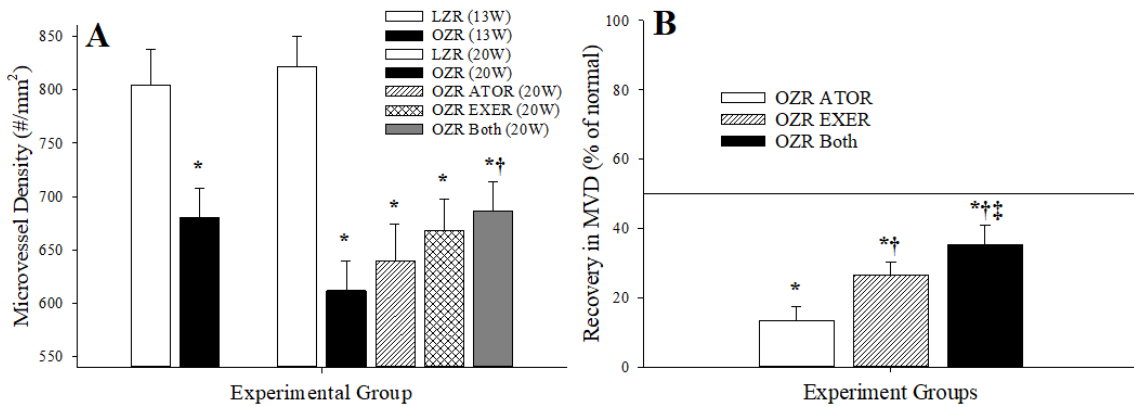 A
LZR (13W)
OZR (13W)
LZR (20W)
OZR (20W)
OZR ATOR (20W)
OZR EXER (20W)
OZR Both (20W)
Microvessel Density (#/mm²)
850
800
750
700
650
600
550
*
*
*
*
*†
Experimental Group
B
OZR ATOR
OZR EXER
OZR Both
Recovery in MVD (% of normal)
100
80
60
40
20
0
*
*†
*†‡
Experiment Groups